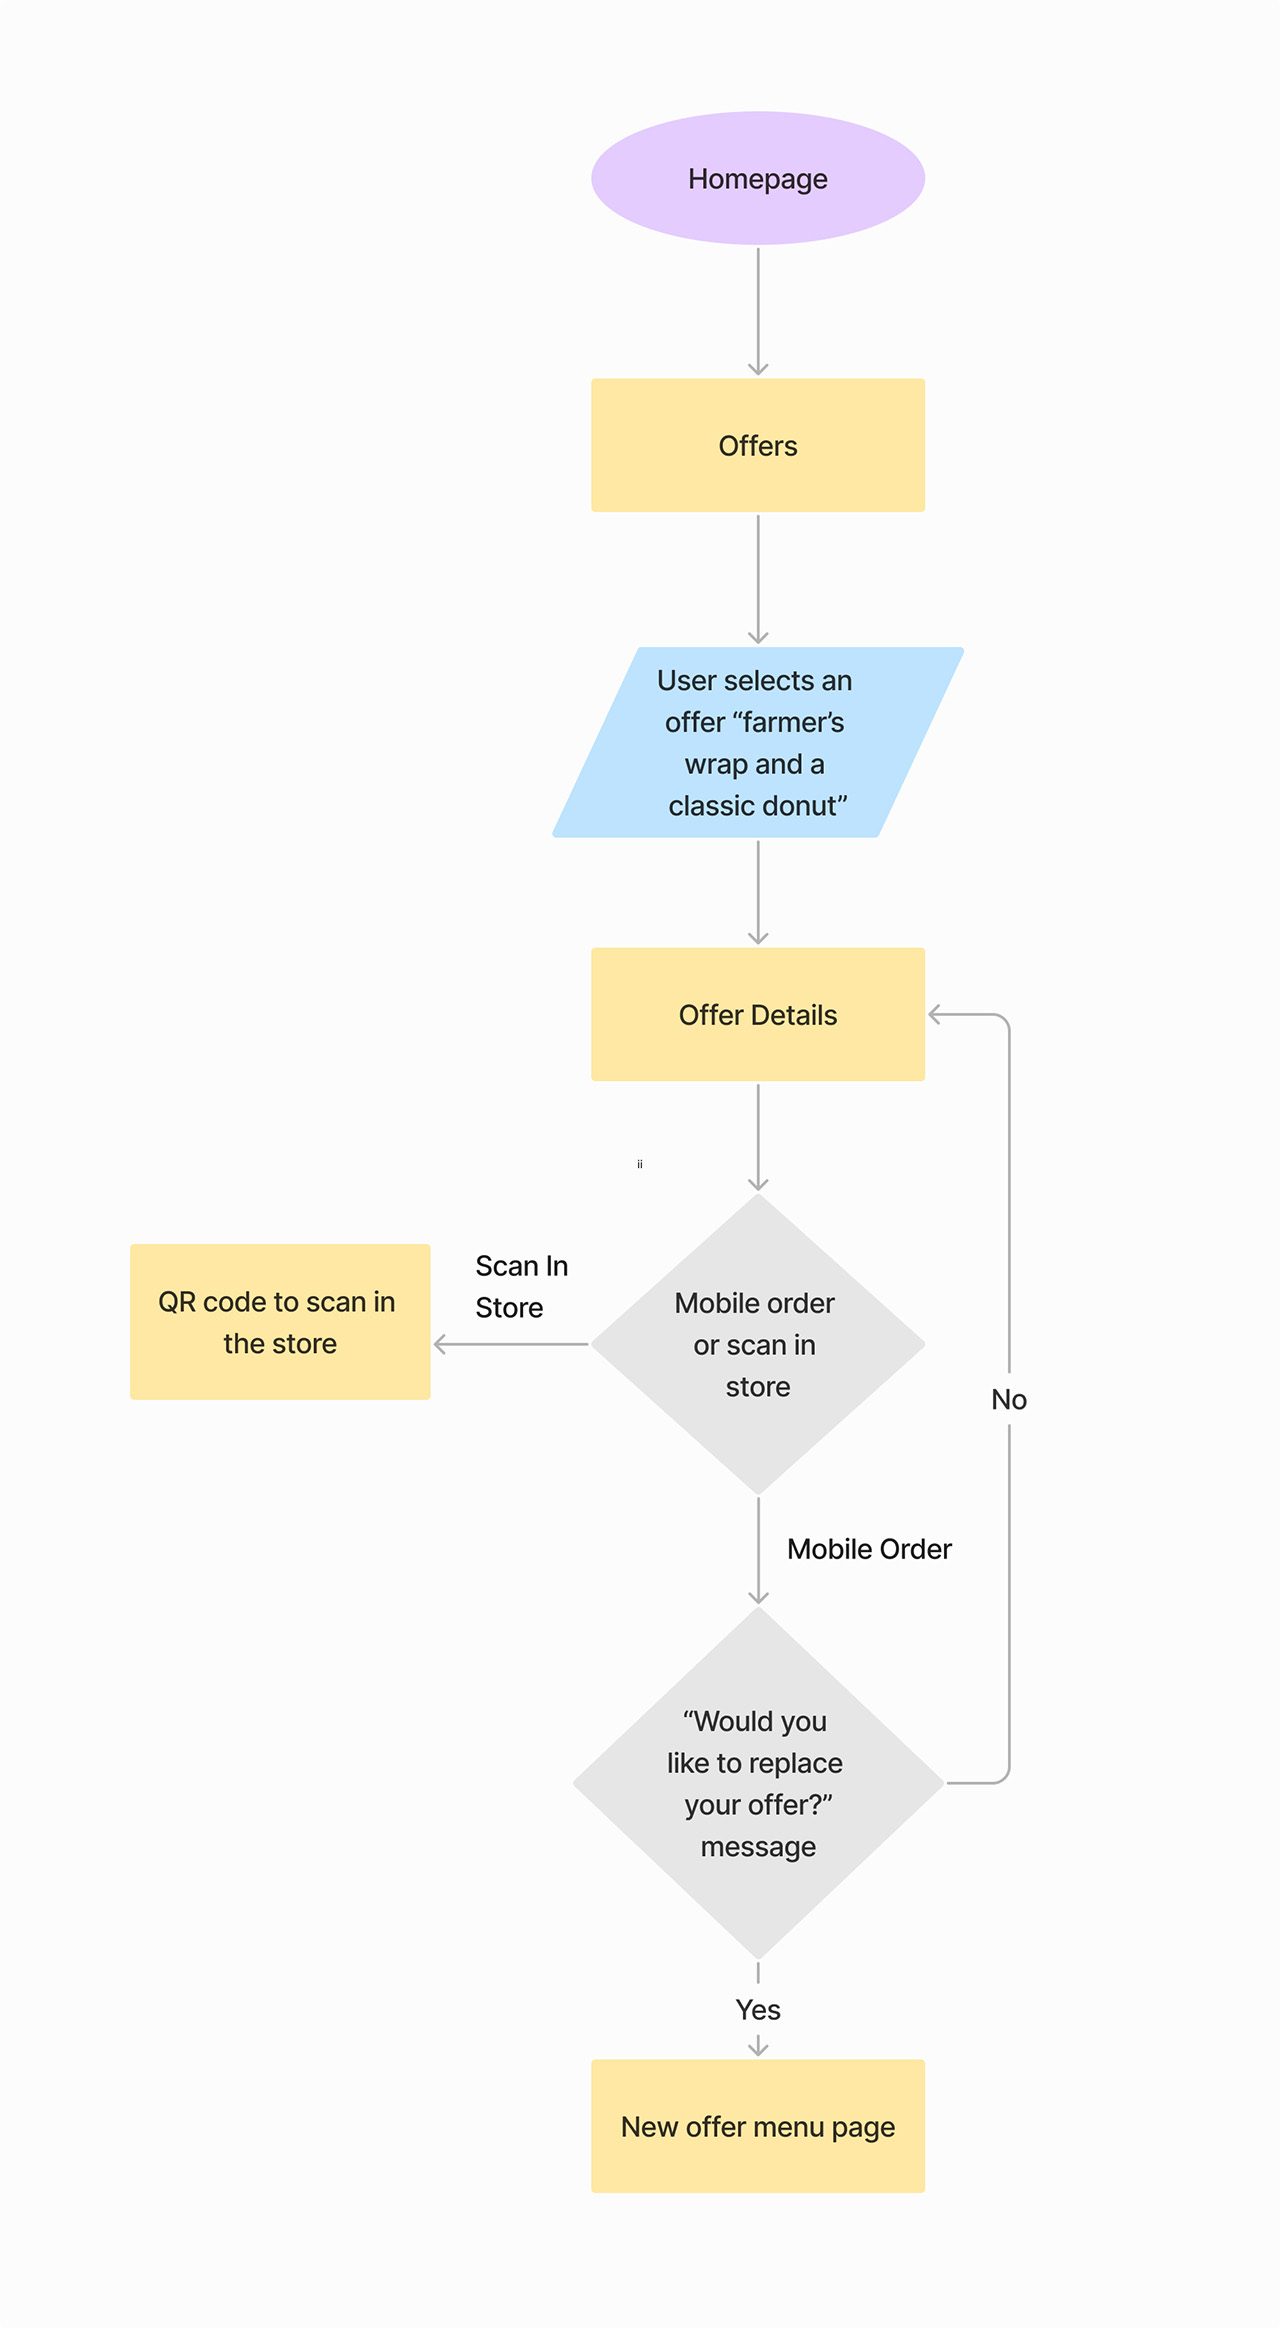 Homepage
Offers
User selects an
offer “farmer’s
wrap and a
classic donut”
Offer Details
ii
Scan In
Store
QR code to scan in
the store
Mobile order
or scan in
store
No
Mobile Order
“Would you
like to replace
your offer?”
message
Yes
New offer menu page